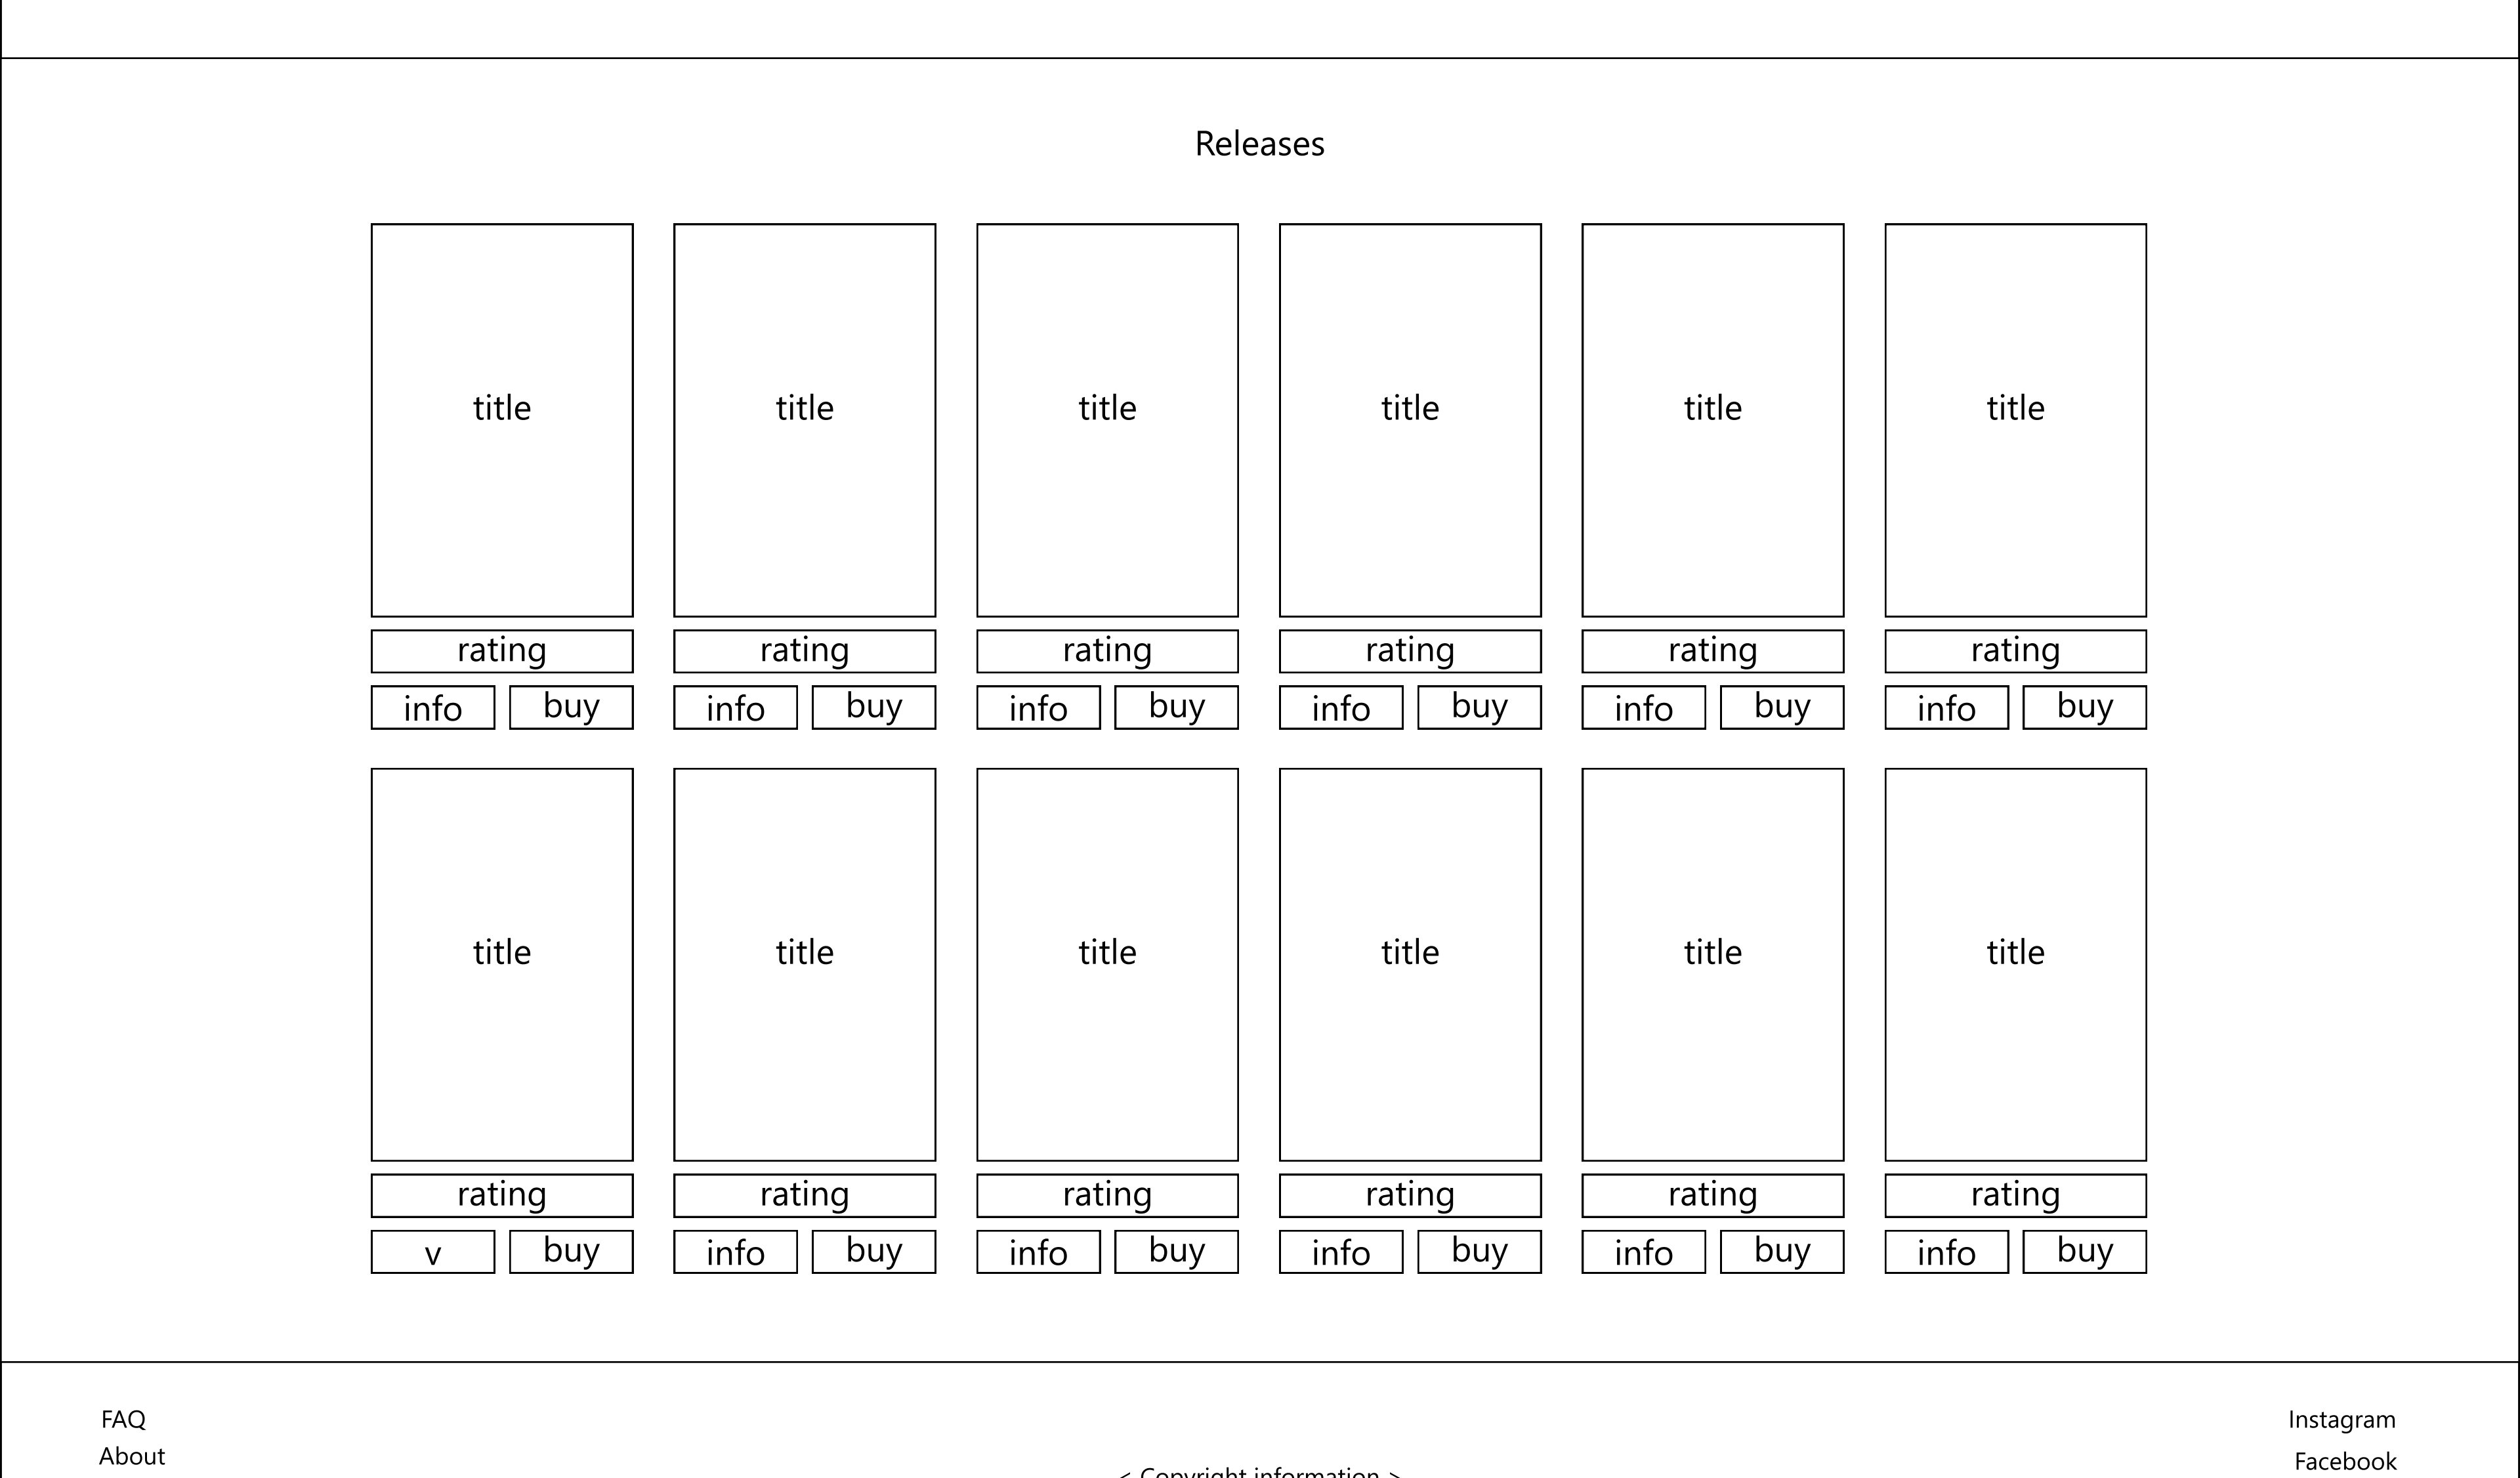 Releases
title title title title title title
rating rating rating rating rating rating
info buy info buy info buy info buy info buy info buy
title title title title title title
rating rating rating rating rating rating
v buy info buy info buy info buy info buy info buy
FAQ Instagram
About Facebook
< Copyright information >